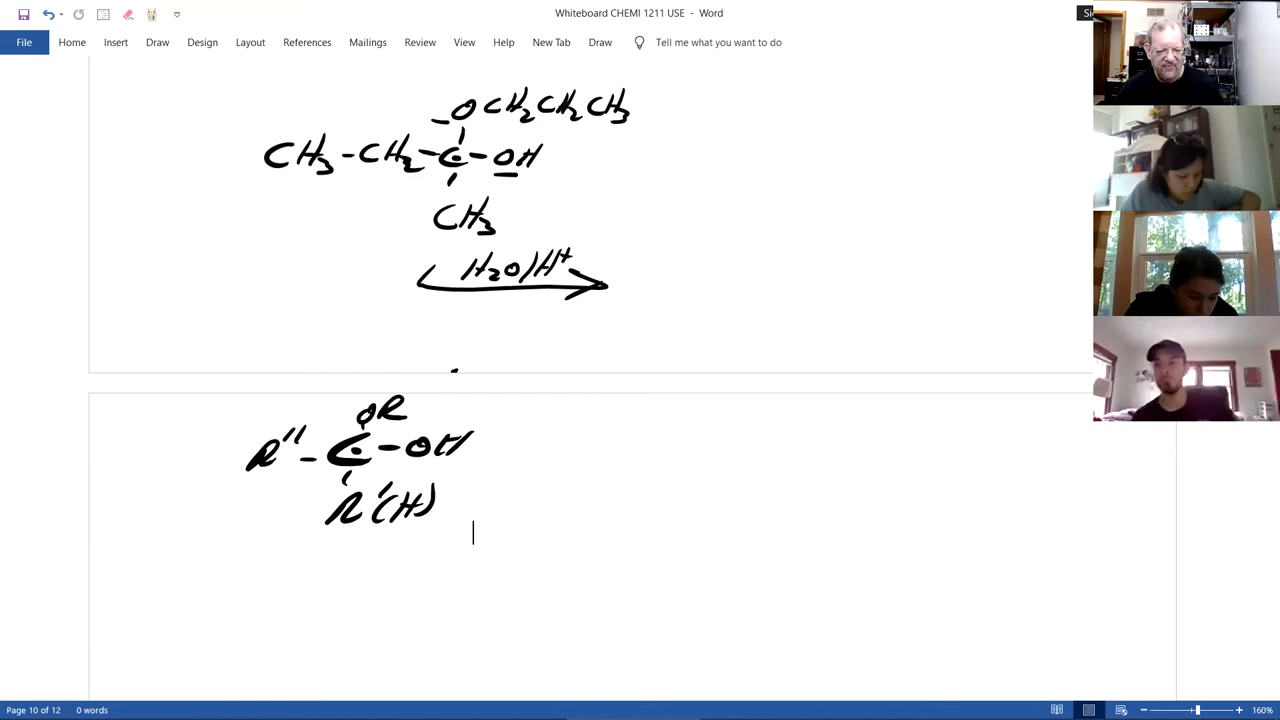 Whiteboard CHEMI 1211 USE - Word
File Home Insert Draw Design Layout References Mailings Review View Help New Tab Draw Tell me what you want to do
OCH2CH2CH3
CH3-CH2-C-OH
CH3
H2O/H+
OR
R''-C-OH
R'(H)
Page 10 of 12 0 words 160%